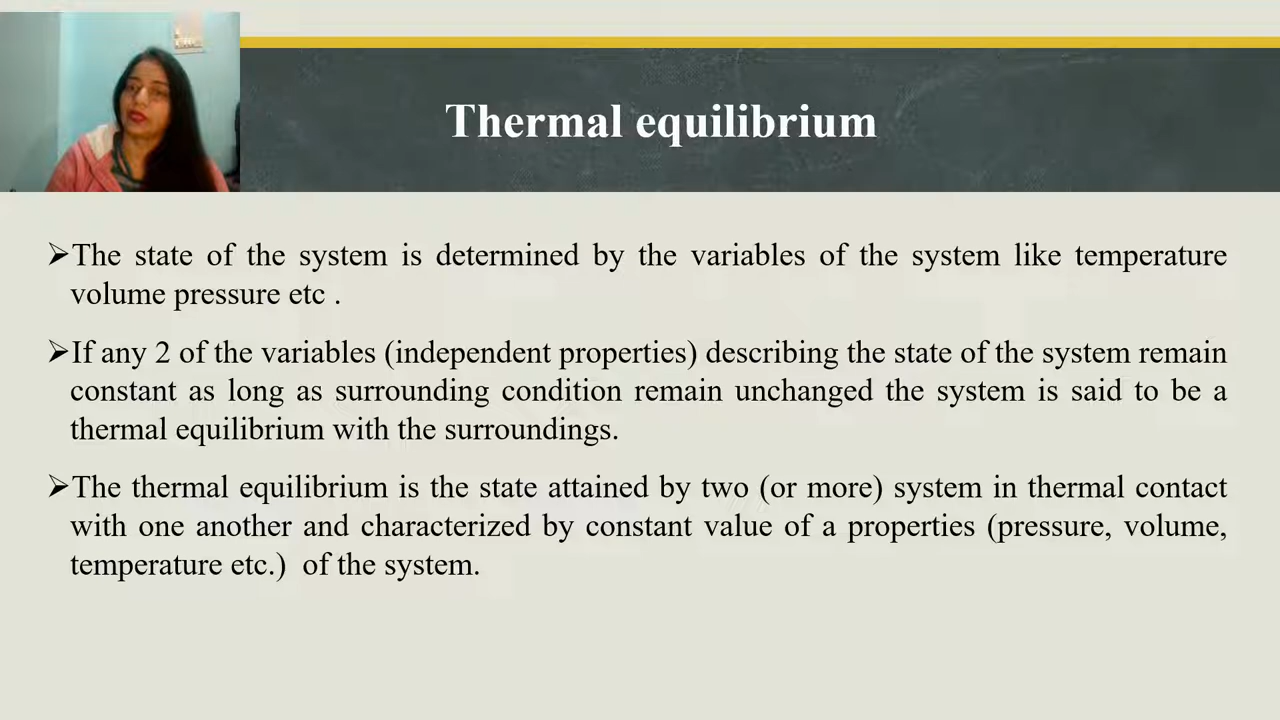 Thermal equilibrium
➢The state of the system is determined by the variables of the system like temperature
volume pressure etc .
➢If any 2 of the variables (independent properties) describing the state of the system remain
constant as long as surrounding condition remain unchanged the system is said to be a
thermal equilibrium with the surroundings.
➢The thermal equilibrium is the state attained by two (or more) system in thermal contact
with one another and characterized by constant value of a properties (pressure, volume,
temperature etc.)  of the system.